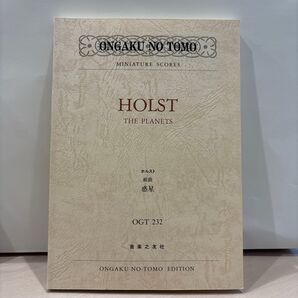 ONGAKU NO TOMO
MINIATURE SCORES
HOLST
THE PLANETS
ホルスト
組曲
惑星
OGT 232
音楽之友社
ONGAKU-NO-TOMO EDITION